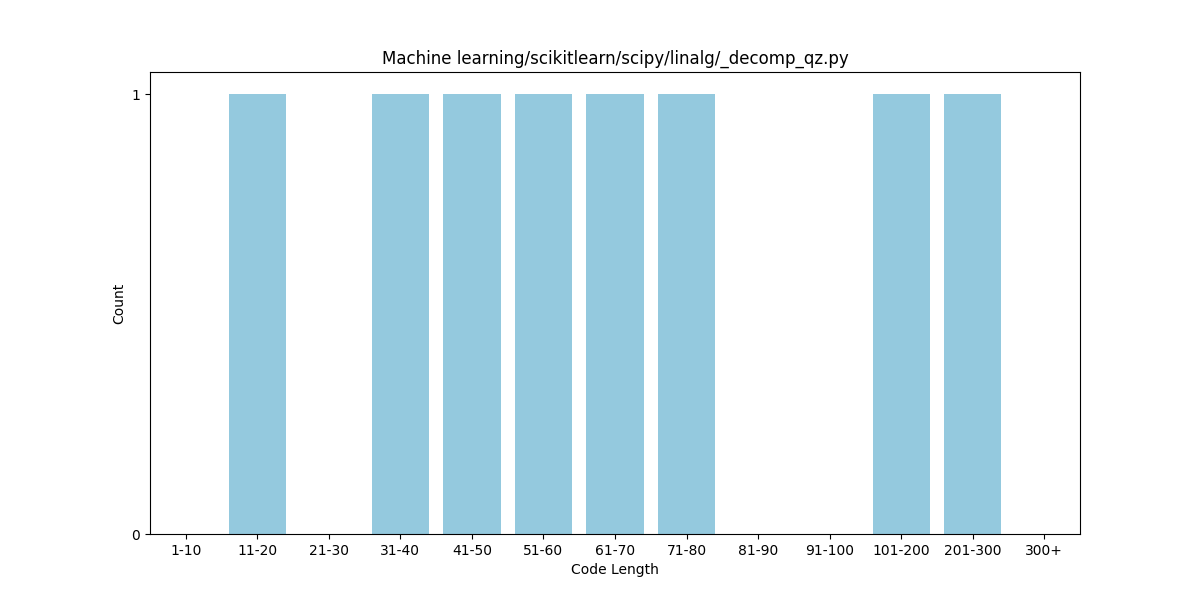 Machine learning/scikitlearn/scipy/linalg/_decomp_qz.py
1
Count
0
1-10 11-20 21-30 31-40 41-50 51-60 61-70 71-80 81-90 91-100 101-200 201-300 300+
Code Length